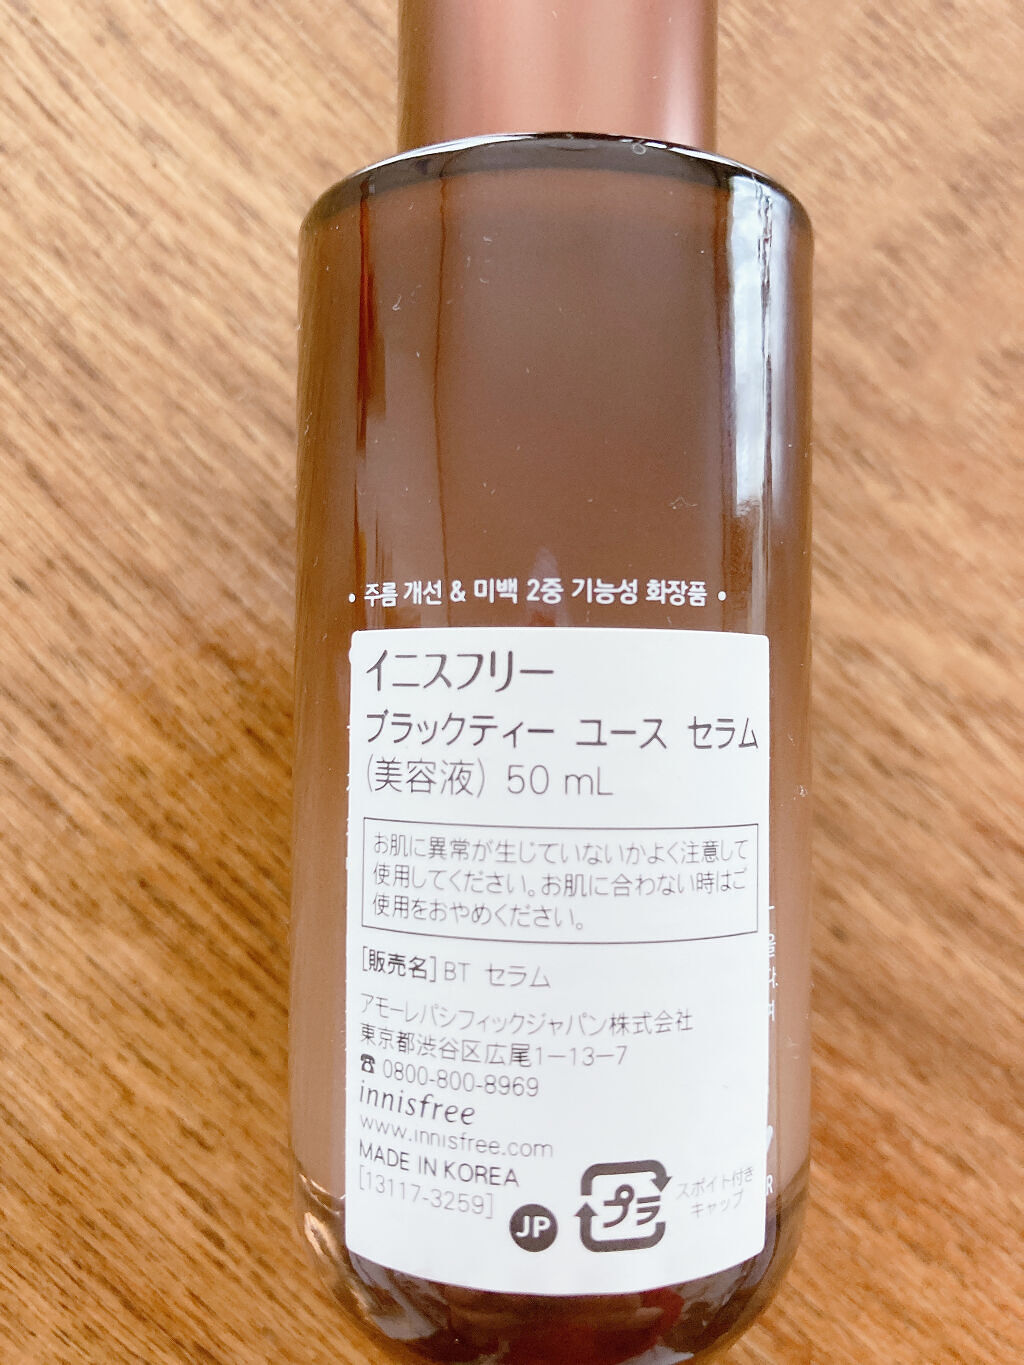 • 주름 개선 & 미백 2중 기능성 화장품 •
イニスフリー
ブラックティー ユース セラム
(美容液) 50 mL
お肌に異常が生じていないかよく注意して
使用してください。お肌に合わない時はご
使用をおやめください。
[販売名] BT セラム
アモーレパシフィックジャパン株式会社
東京都渋谷区広尾1-13-7
☎ 0800-800-8969
innisfree
www.innisfree.com
MADE IN KOREA
[13117-3259]
JP
プラ
スポイト付き
キャップ
을
R